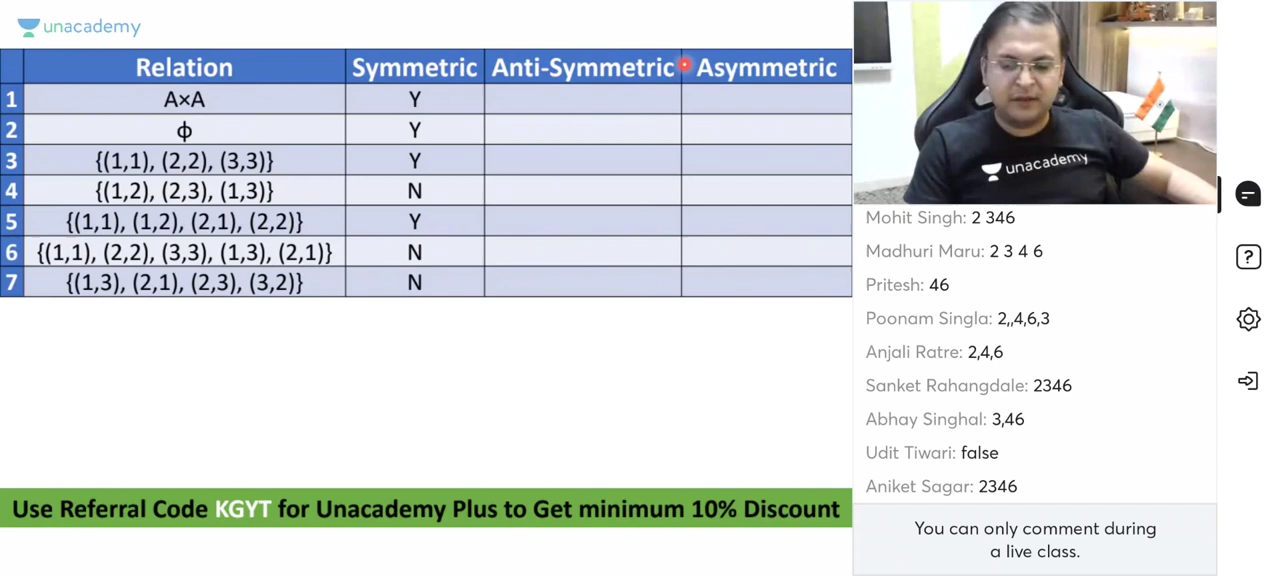 unacademy
Relation Symmetric Anti-Symmetric Asymmetric
1 A×A Y
2 ϕ Y
3 {(1,1), (2,2), (3,3)} Y
4 {(1,2), (2,3), (1,3)} N
5 {(1,1), (1,2), (2,1), (2,2)} Y
6 {(1,1), (2,2), (3,3), (1,3), (2,1)} N
7 {(1,3), (2,1), (2,3), (3,2)} N
Use Referral Code KGYT for Unacademy Plus to Get minimum 10% Discount
unacademy
Mohit Singh: 2 346
Madhuri Maru: 2 3 4 6
Pritesh: 46
Poonam Singla: 2,,4,6,3
Anjali Ratre: 2,4,6
Sanket Rahangdale: 2346
Abhay Singhal: 3,46
Udit Tiwari: false
Aniket Sagar: 2346
You can only comment during
a live class.